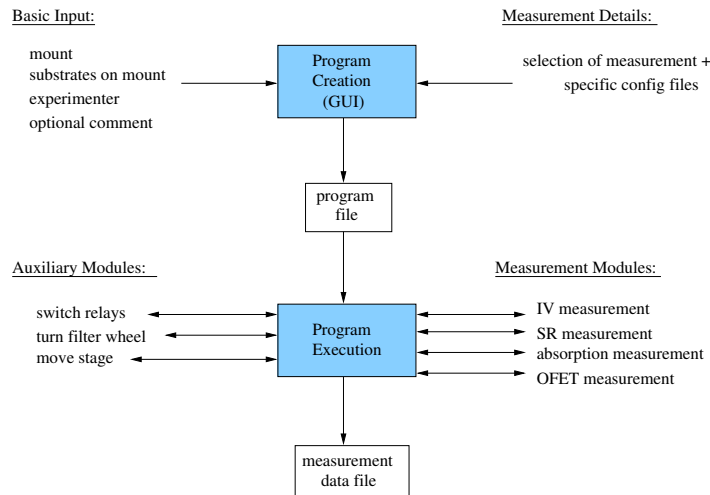 Basic Input:
Measurement Details:
mount
substrates on mount
experimenter
optional comment
Program
Creation
(GUI)
selection of measurement +
specific config files
program
file
Auxiliary Modules:
Measurement Modules:
switch relays
turn filter wheel
move stage
Program
Execution
IV measurement
SR measurement
absorption measurement
OFET measurement
measurement
data file